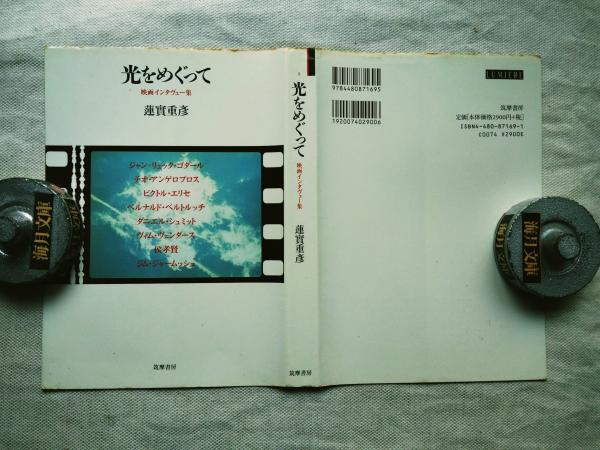 光をめぐって
映画インタヴュー集
蓮實重彦
ジャン=リュック・ゴダール
テオ・アンゲロプロス
ビクトル・エリセ
ベルナルド・ベルトルッチ
ダニエル・シュミット
ヴィム・ヴェンダース
侯孝賢
ジム・ジャームッシュ
筑摩書房
光をめぐって
映画インタヴュー集
蓮實重彦
筑摩書房
9784480871695
1920074029006
LUMIERE
筑摩書房
定価[本体価格2900円+税]
ISBN4-480-87169-1
C0074 ¥2900E
海月文庫
海月文庫